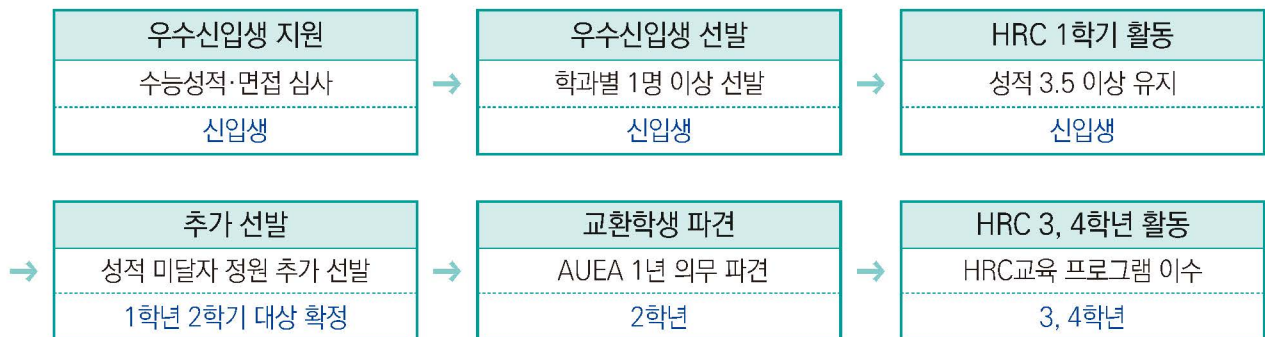 우수신입생 지원
수능성적·면접 심사
신입생
→
우수신입생 선발
학과별 1명 이상 선발
신입생
→
HRC 1학기 활동
성적 3.5 이상 유지
신입생
→
추가 선발
성적 미달자 정원 추가 선발
1학년 2학기 대상 확정
→
교환학생 파견
AUEA 1년 의무 파견
2학년
→
HRC 3, 4학년 활동
HRC교육 프로그램 이수
3, 4학년